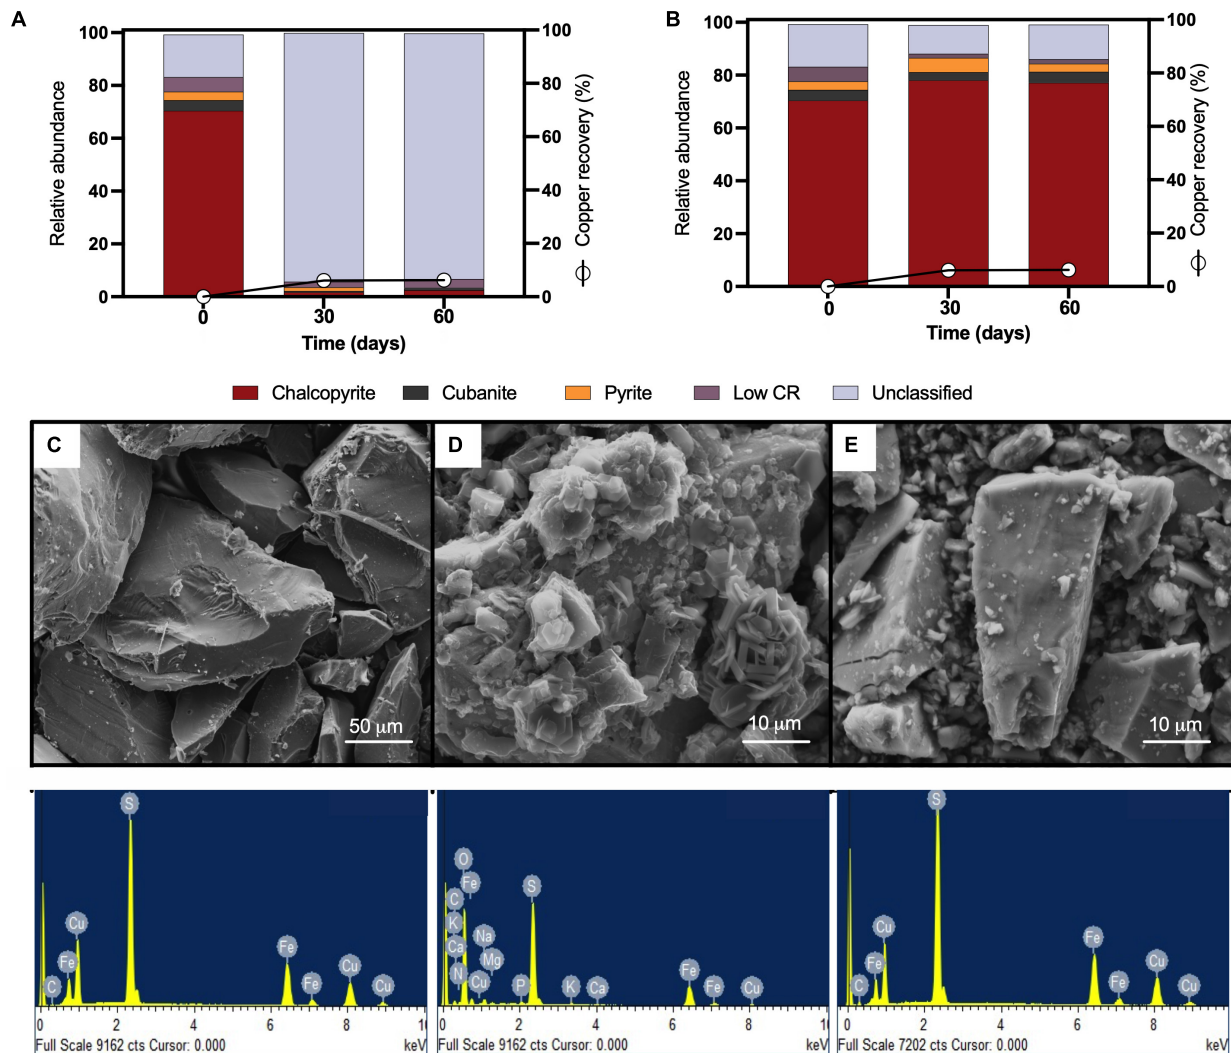 A
B
Relative abundance
100
80
60
40
20
0
100
80
60
40
20
0
Copper recovery (%)
0
30
60
Time (days)
Relative abundance
100
80
60
40
20
0
100
80
60
40
20
0
Copper recovery (%)
0
30
60
Time (days)
Chalcopyrite
Cubanite
Pyrite
Low CR
Unclassified
C
50 μm
D
10 μm
E
10 μm
S
Cu
Fe
C
Fe
Fe
Cu
Cu
0 2 4 6 8
Full Scale 9162 cts Cursor: 0.000
keV
O
Fe
C
K
Ca
N
Na
Mg
Cu
P
S
K
Ca
Fe
Fe
Cu
0 2 4 6 8
Full Scale 9162 cts Cursor: 0.000
keV
S
Cu
Fe
C
Fe
Fe
Cu
Cu
0 2 4 6 8
Full Scale 7202 cts Cursor: 0.000
keV